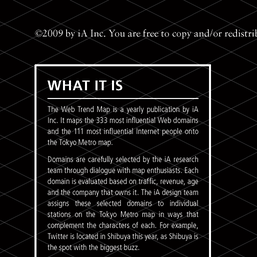 ©2009 by iA Inc. You are free to copy and/or redistrib
WHAT IT IS
The Web Trend Map is a yearly publication by iA
Inc. It maps the 333 most influential Web domains
and the 111 most influential Internet people onto
the Tokyo Metro map.
Domains are carefully selected by the iA research
team through dialogue with map enthusiasts. Each
domain is evaluated based on traffic, revenue, age
and the company that owns it. The iA design team
assigns these selected domains to individual
stations on the Tokyo Metro map in ways that
complement the characters of each. For example,
Twitter is located in Shibuya this year, as Shibuya is
the spot with the biggest buzz.